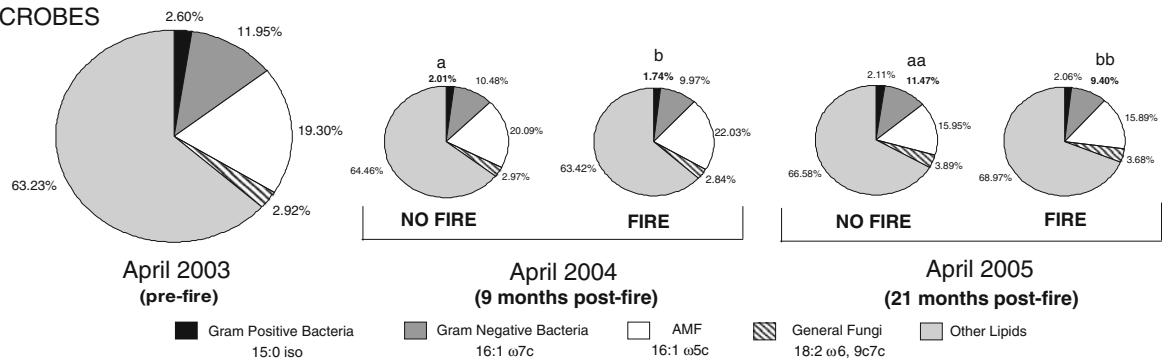 CROBES
2.60%
11.95%
19.30%
2.92%
63.23%
April 2003
(pre-fire)
a
2.01%
10.48%
20.09%
2.97%
64.46%
NO FIRE
b
1.74%
9.97%
22.03%
2.84%
63.42%
FIRE
April 2004
(9 months post-fire)
aa
2.11%
11.47%
15.95%
3.89%
66.58%
NO FIRE
bb
2.06%
9.40%
15.89%
3.68%
68.97%
FIRE
April 2005
(21 months post-fire)
Gram Positive Bacteria
15:0 iso
Gram Negative Bacteria
16:1 ω7c
AMF
16:1 ω5c
General Fungi
18:2 ω6, 9c7c
Other Lipids